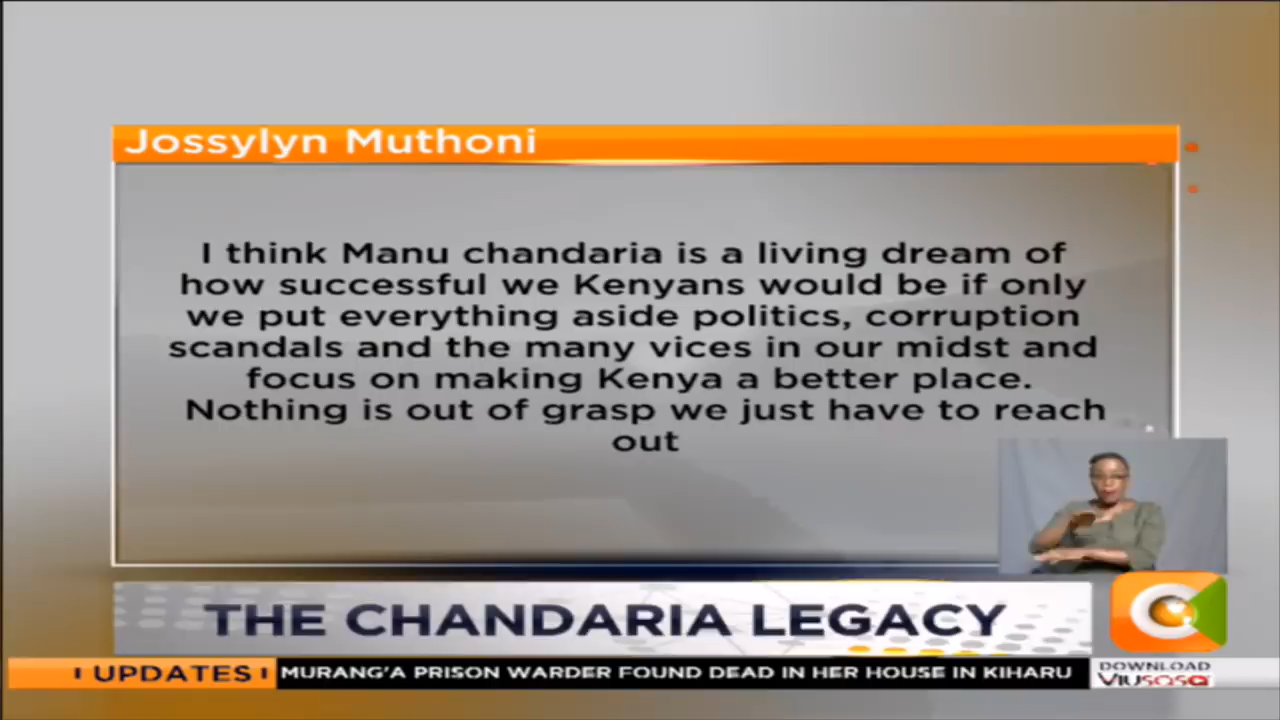 Jossylyn Muthoni
I think Manu chandaria is a living dream of
how successful we Kenyans would be if only
we put everything aside politics, corruption
scandals and the many vices in our midst and
focus on making Kenya a better place.
Nothing is out of grasp we just have to reach
out
THE CHANDARIA LEGACY
UPDATES
MURANG'A PRISON WARDER FOUND DEAD IN HER HOUSE IN KIHARU
DOWNLOAD
VIUSASA